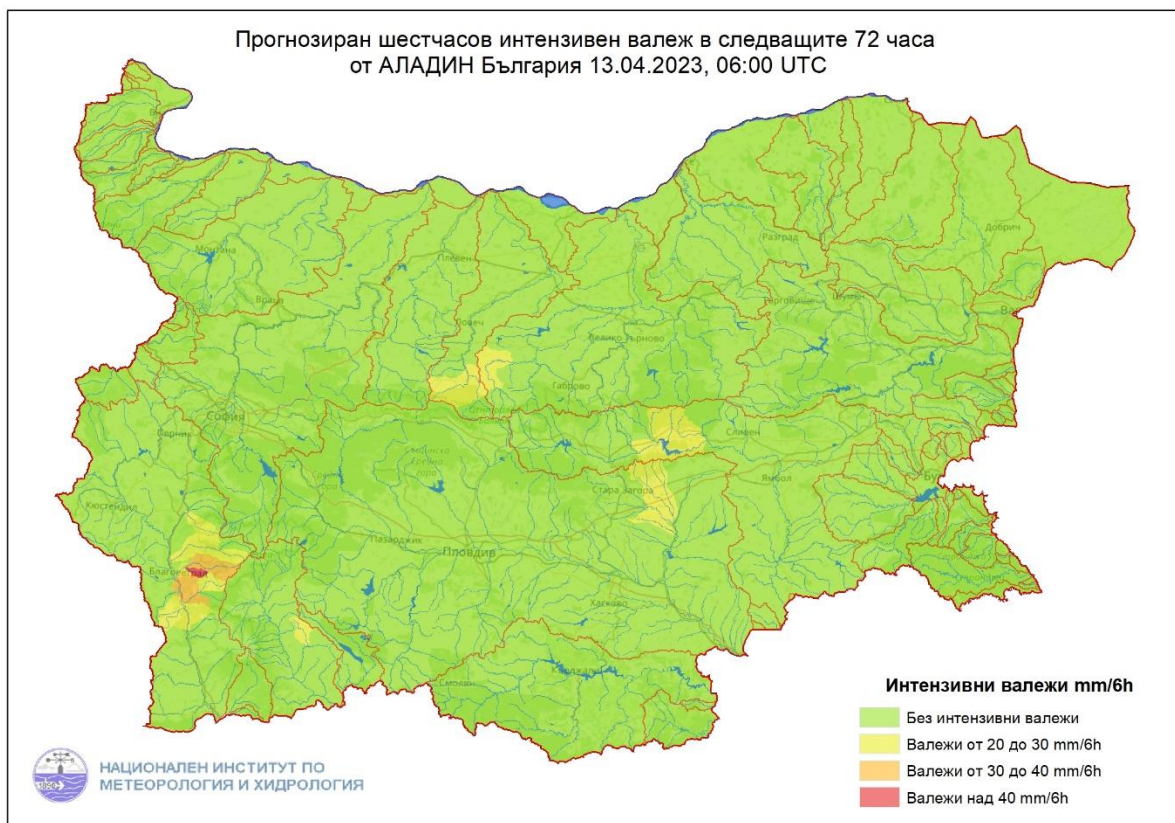 Прогнозиран шестчасов интензивен валеж в следващите 72 часа
от АЛАДИН България 13.04.2023, 06:00 UTC
Добрич
Разград
Монтана
Плевен
Търговище
Шумен
Враца
Ловеч
Велико Търново
Габрово
София
Перник
Сливен
Ямбол
Стара Загора
Кюстендил
Пазарджик
Пловдив
Благоевград
Хасково
Смолян
Кърджали
Интензивни валежи mm/6h
Без интензивни валежи
Валежи от 20 до 30 mm/6h
Валежи от 30 до 40 mm/6h
Валежи над 40 mm/6h
НАЦИОНАЛЕН ИНСТИТУТ ПО
МЕТЕОРОЛОГИЯ И ХИДРОЛОГИЯ
1890